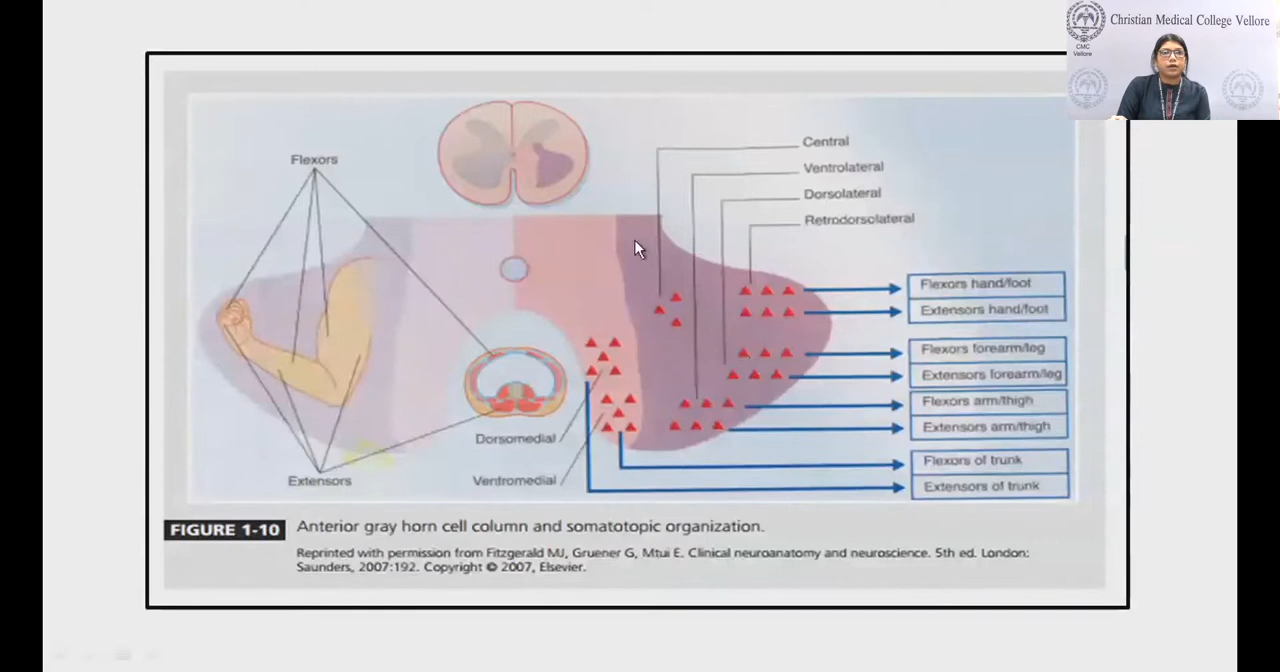 Christian Medical College Vellore
CMC
Vellore
Flexors
Central
Ventrolateral
Dorsolateral
Retrodorsolateral
Flexors hand/foot
Extensors hand/foot
Flexors forearm/leg
Extensors forearm/leg
Flexors arm/thigh
Extensors arm/thigh
Dorsomedial
Flexors of trunk
Extensors
Ventromedial
Extensors of trunk
FIGURE 1-10 Anterior gray horn cell column and somatotopic organization.
Reprinted with permission from Fitzgerald MJ, Gruener G, Mtui E. Clinical neuroanatomy and neuroscience. 5th ed. London:
Saunders, 2007:192. Copyright © 2007, Elsevier.